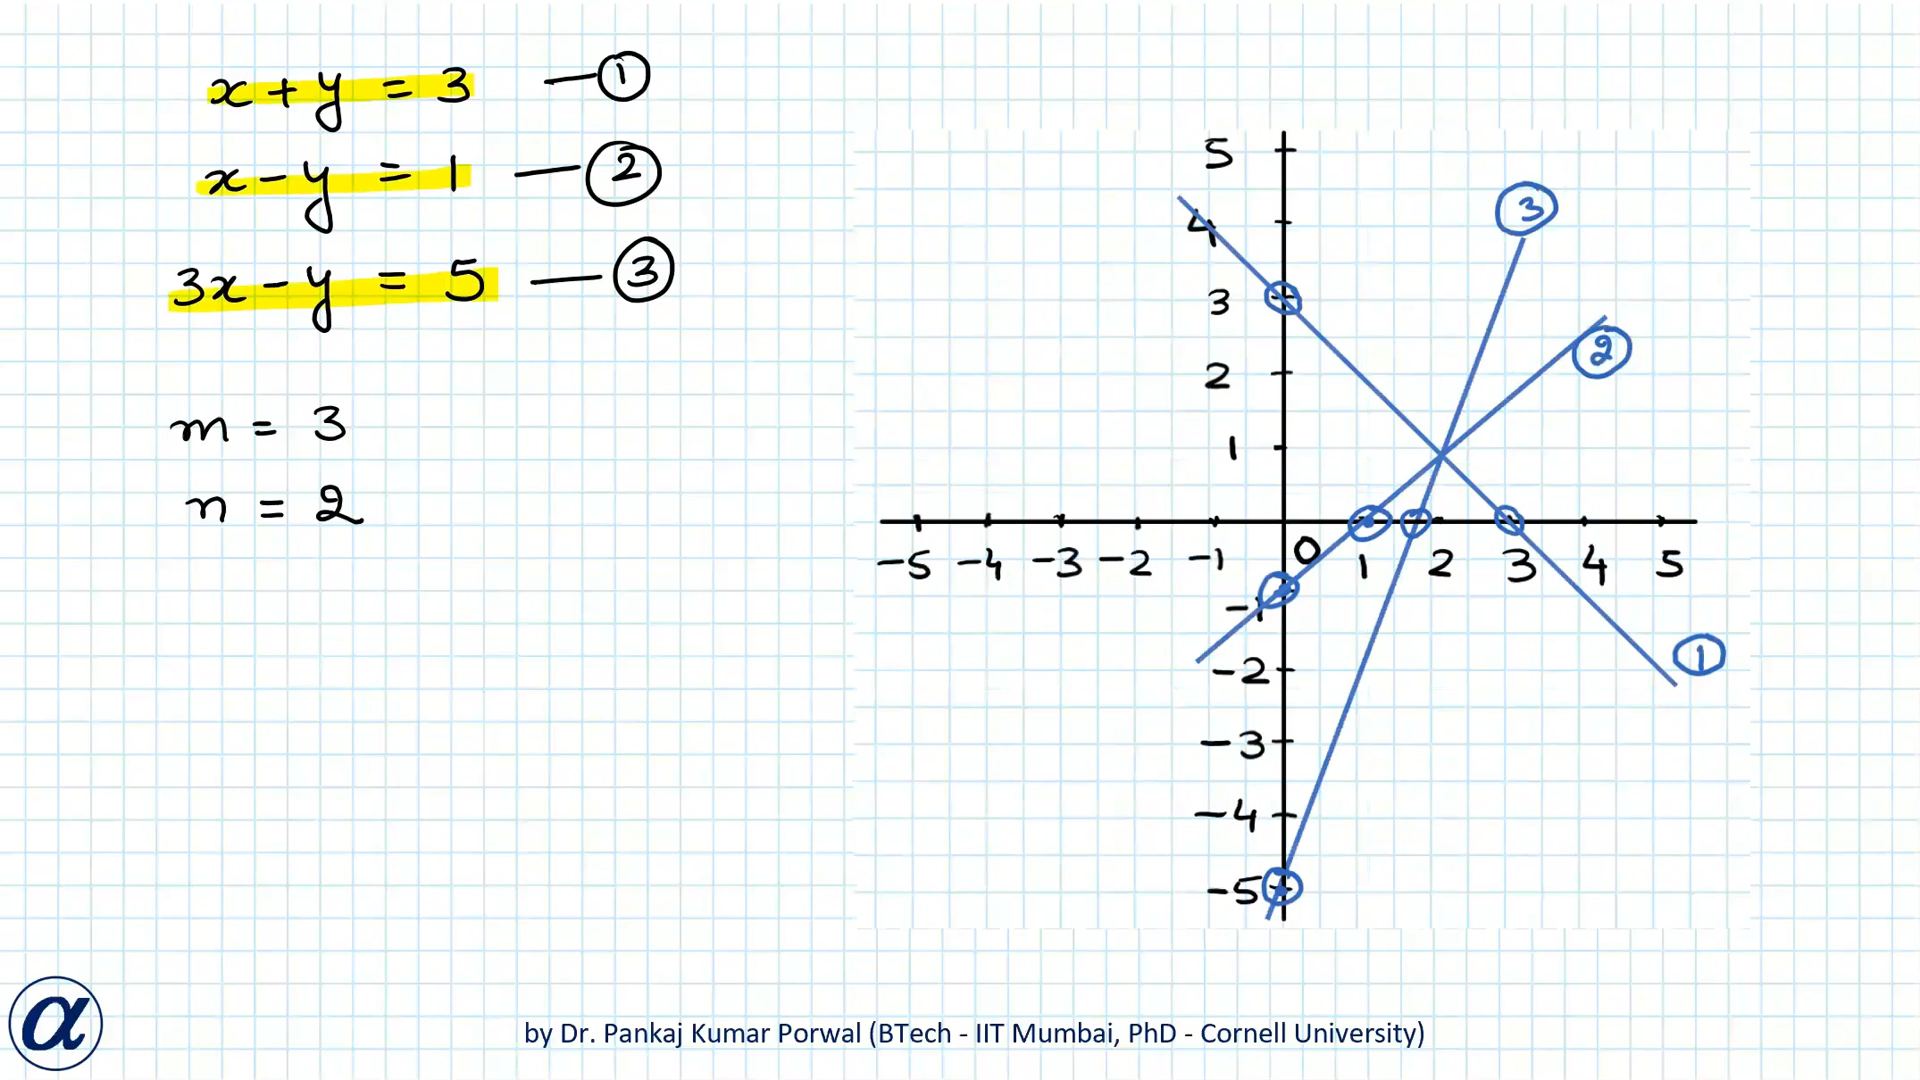 x + y = 3 — ①
x − y = 1 — ②
3x − y = 5 — ③
m = 3
n = 2
5
③
4
3
②
2
1
0
−5 −4 −3 −2 −1 1 2 3 4 5
−1
①
−2
−3
−4
−5
α
by Dr. Pankaj Kumar Porwal (BTech - IIT Mumbai, PhD - Cornell University)